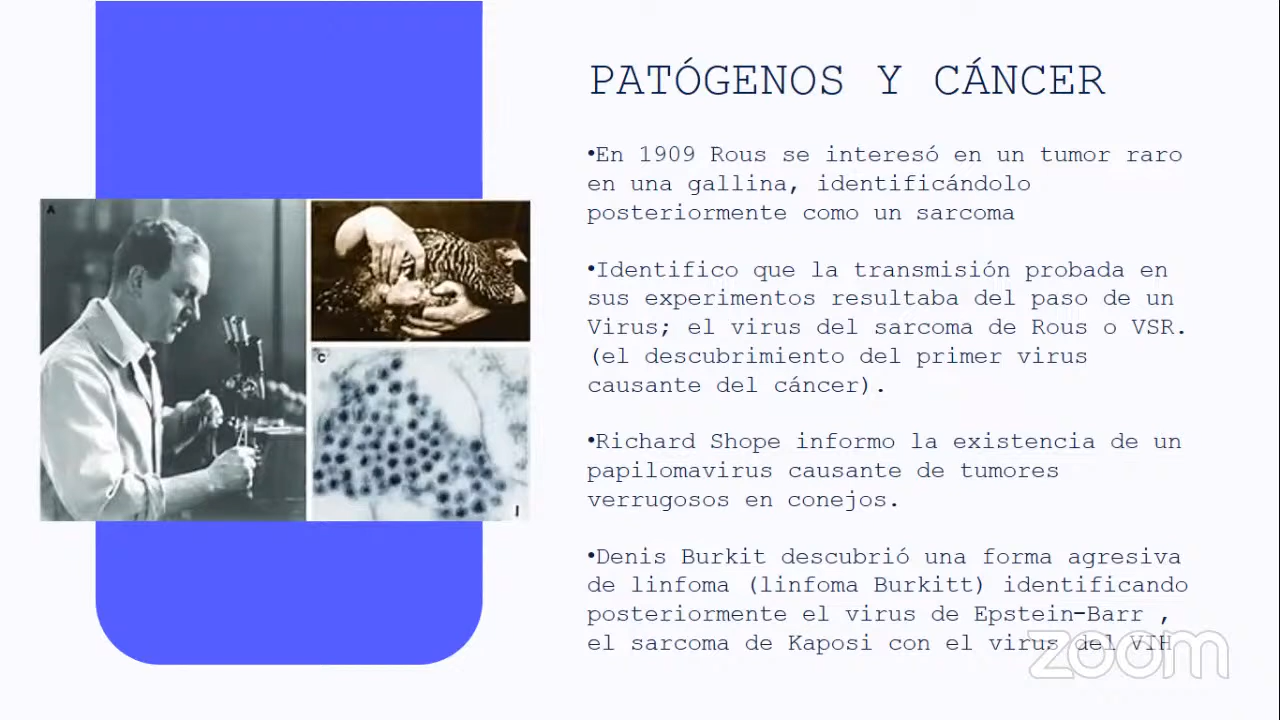 PATÓGENOS Y CÁNCER
•En 1909 Rous se interesó en un tumor raro
en una gallina, identificándolo
posteriormente como un sarcoma
•Identifico que la transmisión probada en
sus experimentos resultaba del paso de un
Virus; el virus del sarcoma de Rous o VSR.
(el descubrimiento del primer virus
causante del cáncer).
•Richard Shope informo la existencia de un
papilomavirus causante de tumores
verrugosos en conejos.
•Denis Burkit descubrió una forma agresiva
de linfoma (linfoma Burkitt) identificando
posteriormente el virus de Epstein-Barr ,
el sarcoma de Kaposi con el virus del VIH
zoom
A
C